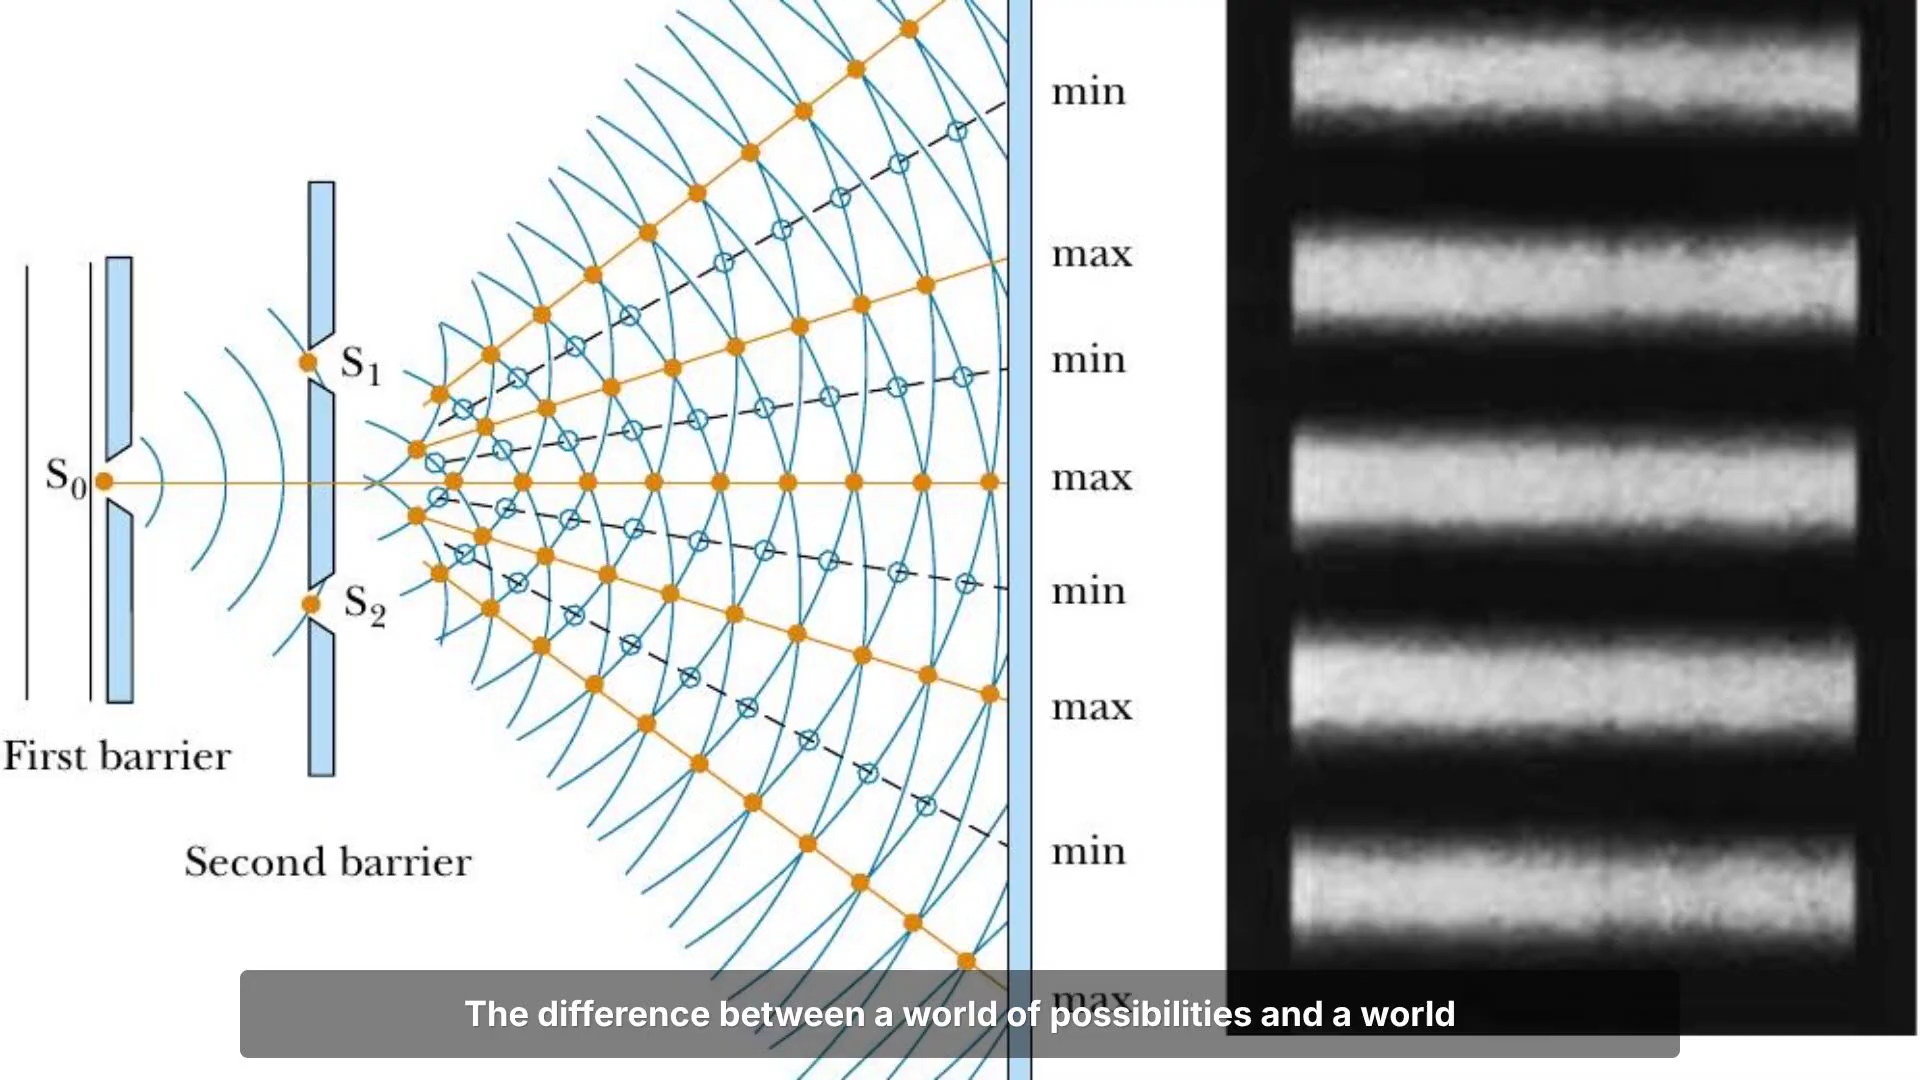 min
max
S1
min
S0
max
S2
min
max
First barrier
min
Second barrier
max
The difference between a world of possibilities and a world